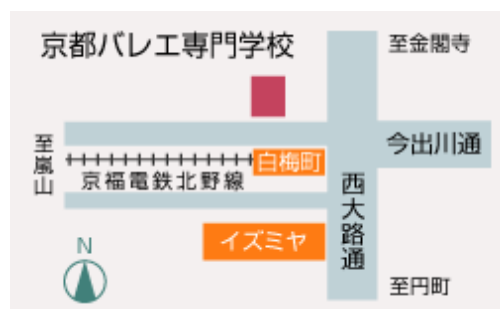 京都バレエ専門学校
至金閣寺
今出川通
至嵐山
白梅町
京福電鉄北野線
西大路通
イズミヤ
N
至円町